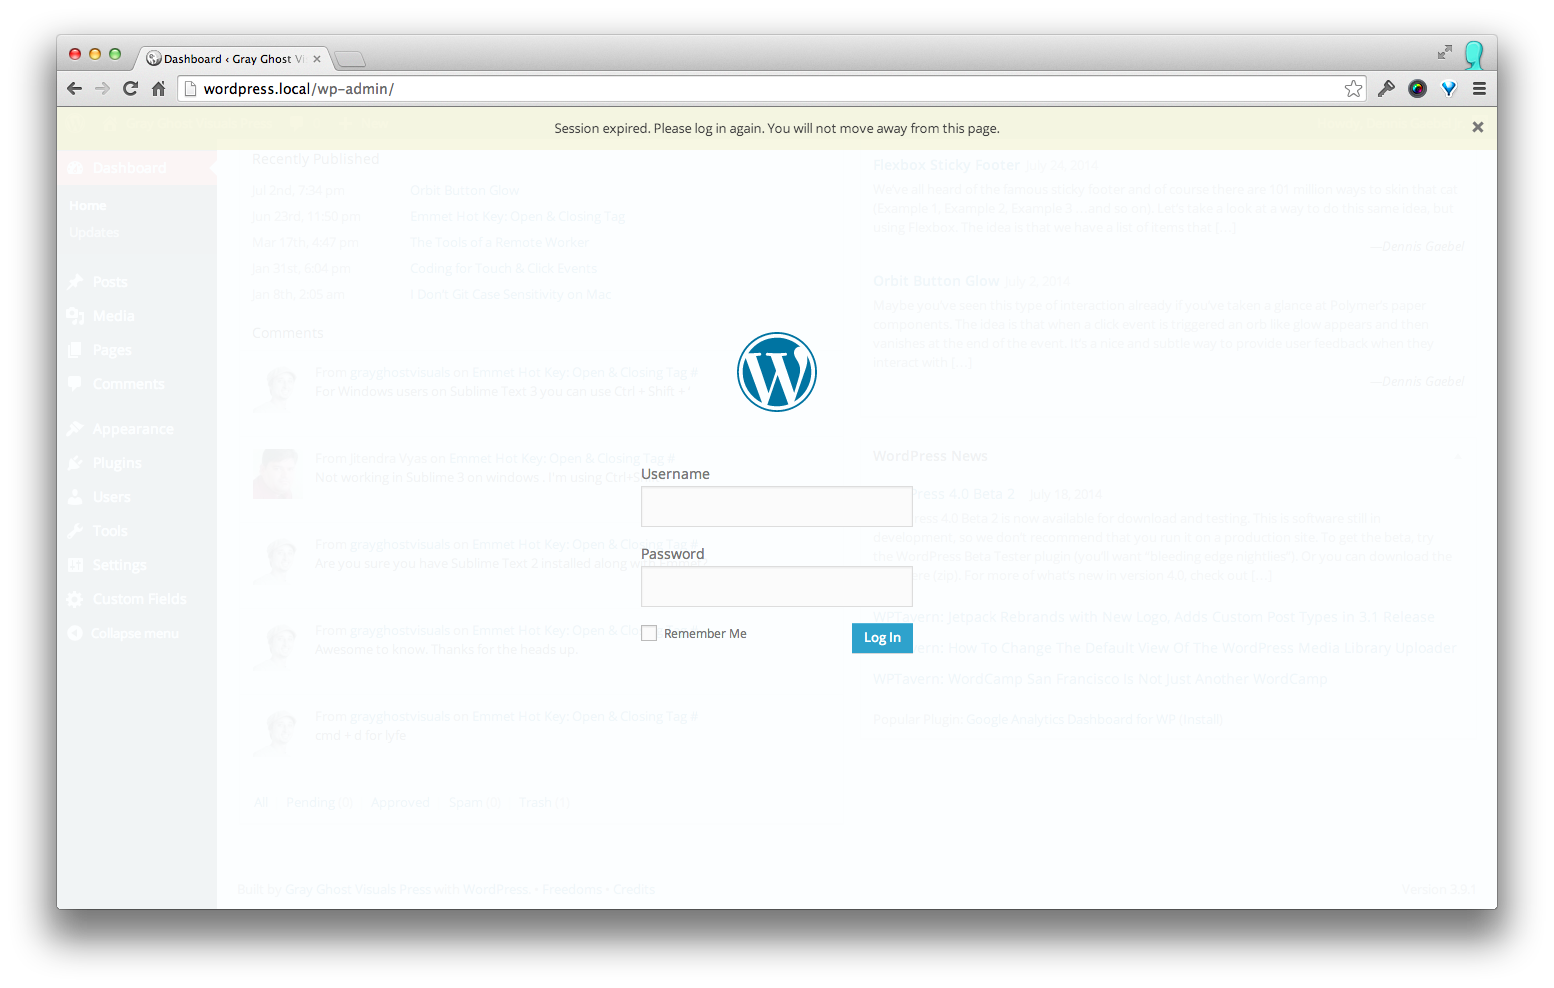 Dashboard ‹ Gray Ghost Vi
wordpress.local/wp-admin/
Session expired. Please log in again. You will not move away from this page.
Dashboard
Home
Updates
Posts
Media
Pages
Comments
Appearance
Plugins
Users
Tools
Settings
Custom Fields
Collapse menu
Recently Published
Jul 2nd, 7:34 pm Orbit Button Glow
Jun 23rd, 11:50 pm Emmet Hot Key: Open & Closing Tag
Mar 17th, 4:47 pm The Tools of a Remote Worker
Jan 31st, 6:04 pm Coding for Touch & Click Events
Jan 8th, 2:05 am I Don't Git Case Sensitivity on Mac
Comments
From grayghostvisuals on Emmet Hot Key: Open & Closing Tag #
For Windows users on Sublime Text 3 you can use Ctrl + Shift + '
From Jitendra Vyas on Emmet Hot Key: Open & Closing Tag #
Not working in Sublime 3 on windows . I'm using Ctrl+S
From grayghostvisuals on Emmet Hot Key: Open & Closing Tag #
Are you sure you have Sublime Text 2 installed along with Emmet?
From grayghostvisuals on Emmet Hot Key: Open & Closing Tag #
Awesome to know. Thanks for the heads up.
From grayghostvisuals on Emmet Hot Key: Open & Closing Tag #
cmd + d for lyfe
All Pending (0) Approved Spam (0) Trash (1)
Username
Password
Remember Me
Log In
Flexbox Sticky Footer July 24, 2014
We've all heard of the famous sticky footer and of course there are 101 million ways to skin that cat
(Example 1, Example 2, Example 3 …and so on). Let's take a look at a way to do this same idea, but
using Flexbox. The idea is that we have a list of items that […]
—Dennis Gaebel
Orbit Button Glow July 2, 2014
Maybe you've seen this type of interaction already if you've taken a glance at Polymer's paper
components. The idea is that when a click event is triggered an orb like glow appears and then
vanishes at the end of the event. It's a nice and subtle way to provide user feedback when they
interact with […]
—Dennis Gaebel
WordPress News
Press 4.0 Beta 2 July 18, 2014
ress 4.0 Beta 2 is now available for download and testing. This is software still in
development, so we don't recommend that you run it on a production site. To get the beta, try
the WordPress Beta Tester plugin (you'll want "bleeding edge nightlies"). Or you can download the
ere (zip). For more of what's new in version 4.0, check out […]
WPTavern: Jetpack Rebrands with New Logo, Adds Custom Post Types in 3.1 Release
ern: How To Change The Default View Of The WordPress Media Library Uploader
WPTavern: WordCamp San Francisco is Not Just Another WordCamp
Popular Plugin: Google Analytics Dashboard for WP (Install)
Built by Gray Ghost Visuals Press with WordPress. • Freedoms • Credits
Version 3.9.1